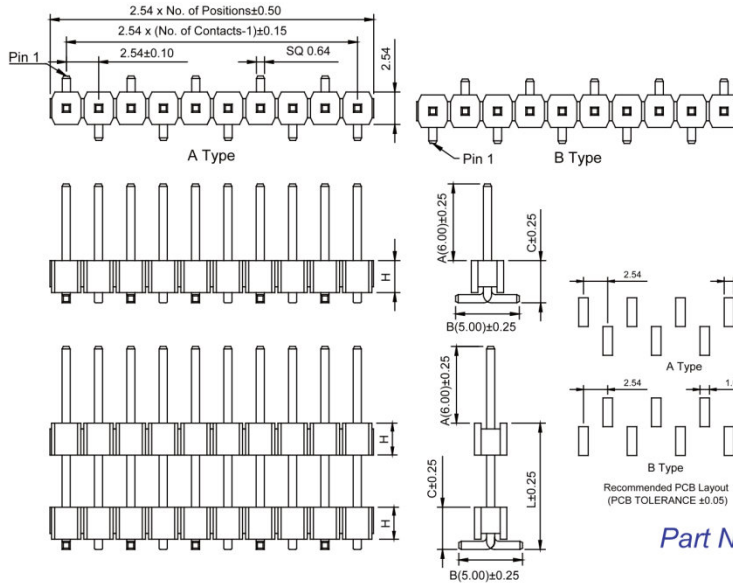 2.54 x No. of Positions±0.50
2.54 x (No. of Contacts-1)±0.15
2.54±0.10
SQ 0.64
2.54
Pin 1
A Type
Pin 1
B Type
A(6.00)±0.25
C±0.25
H
B(5.00)±0.25
2.54
A Type
A(6.00)±0.25
H
C±0.25
L±0.25
H
B(5.00)±0.25
2.54
B Type
Recommended PCB Layout
(PCB TOLERANCE ±0.05)
Part